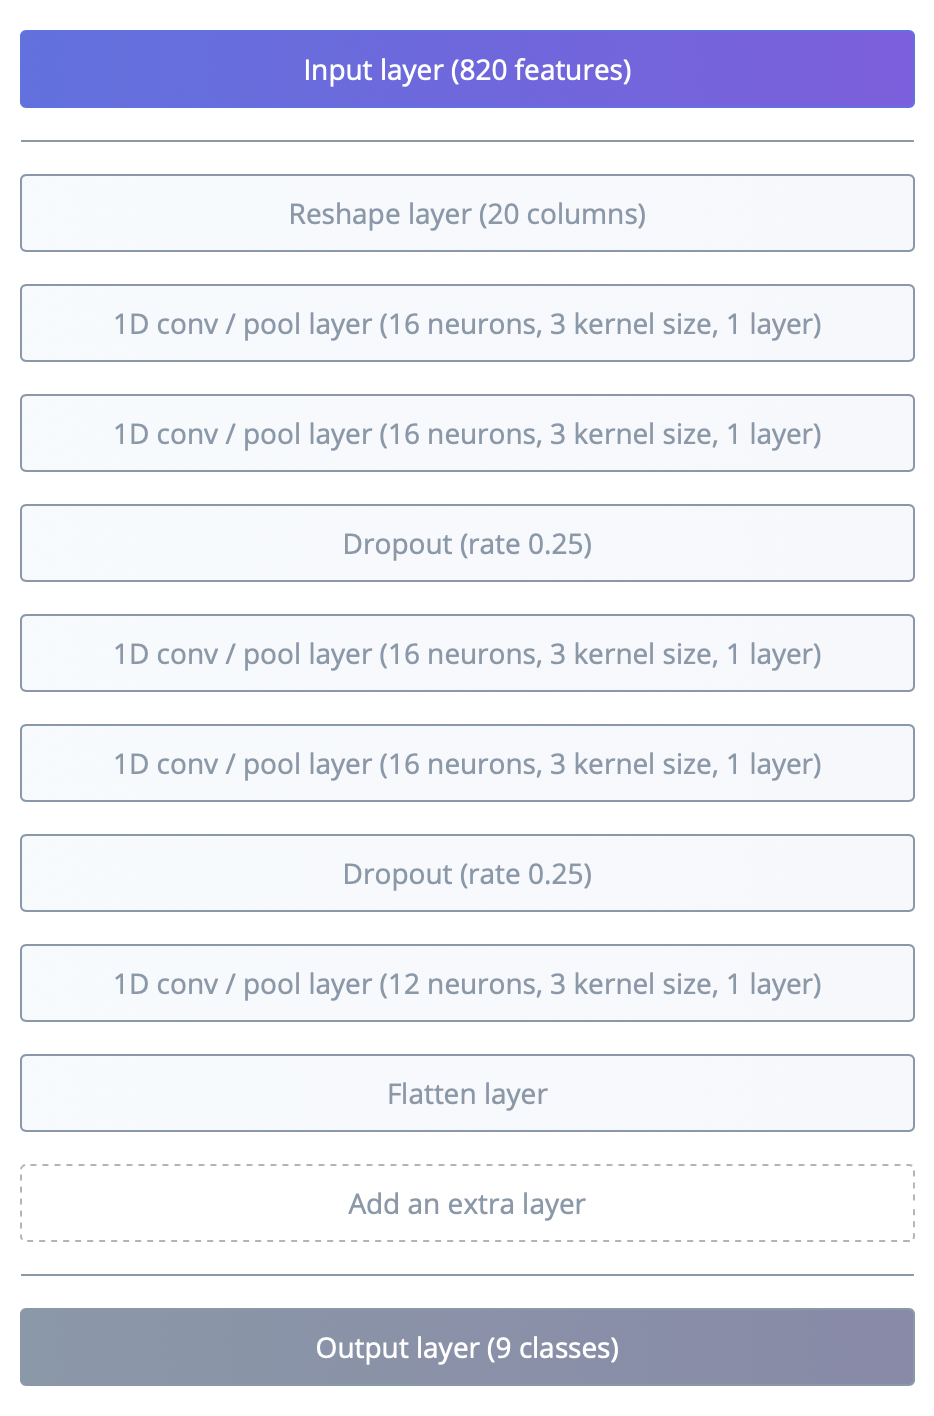 Input layer (820 features)
Reshape layer (20 columns)
1D conv / pool layer (16 neurons, 3 kernel size, 1 layer)
1D conv / pool layer (16 neurons, 3 kernel size, 1 layer)
Dropout (rate 0.25)
1D conv / pool layer (16 neurons, 3 kernel size, 1 layer)
1D conv / pool layer (16 neurons, 3 kernel size, 1 layer)
Dropout (rate 0.25)
1D conv / pool layer (12 neurons, 3 kernel size, 1 layer)
Flatten layer
Add an extra layer
Output layer (9 classes)